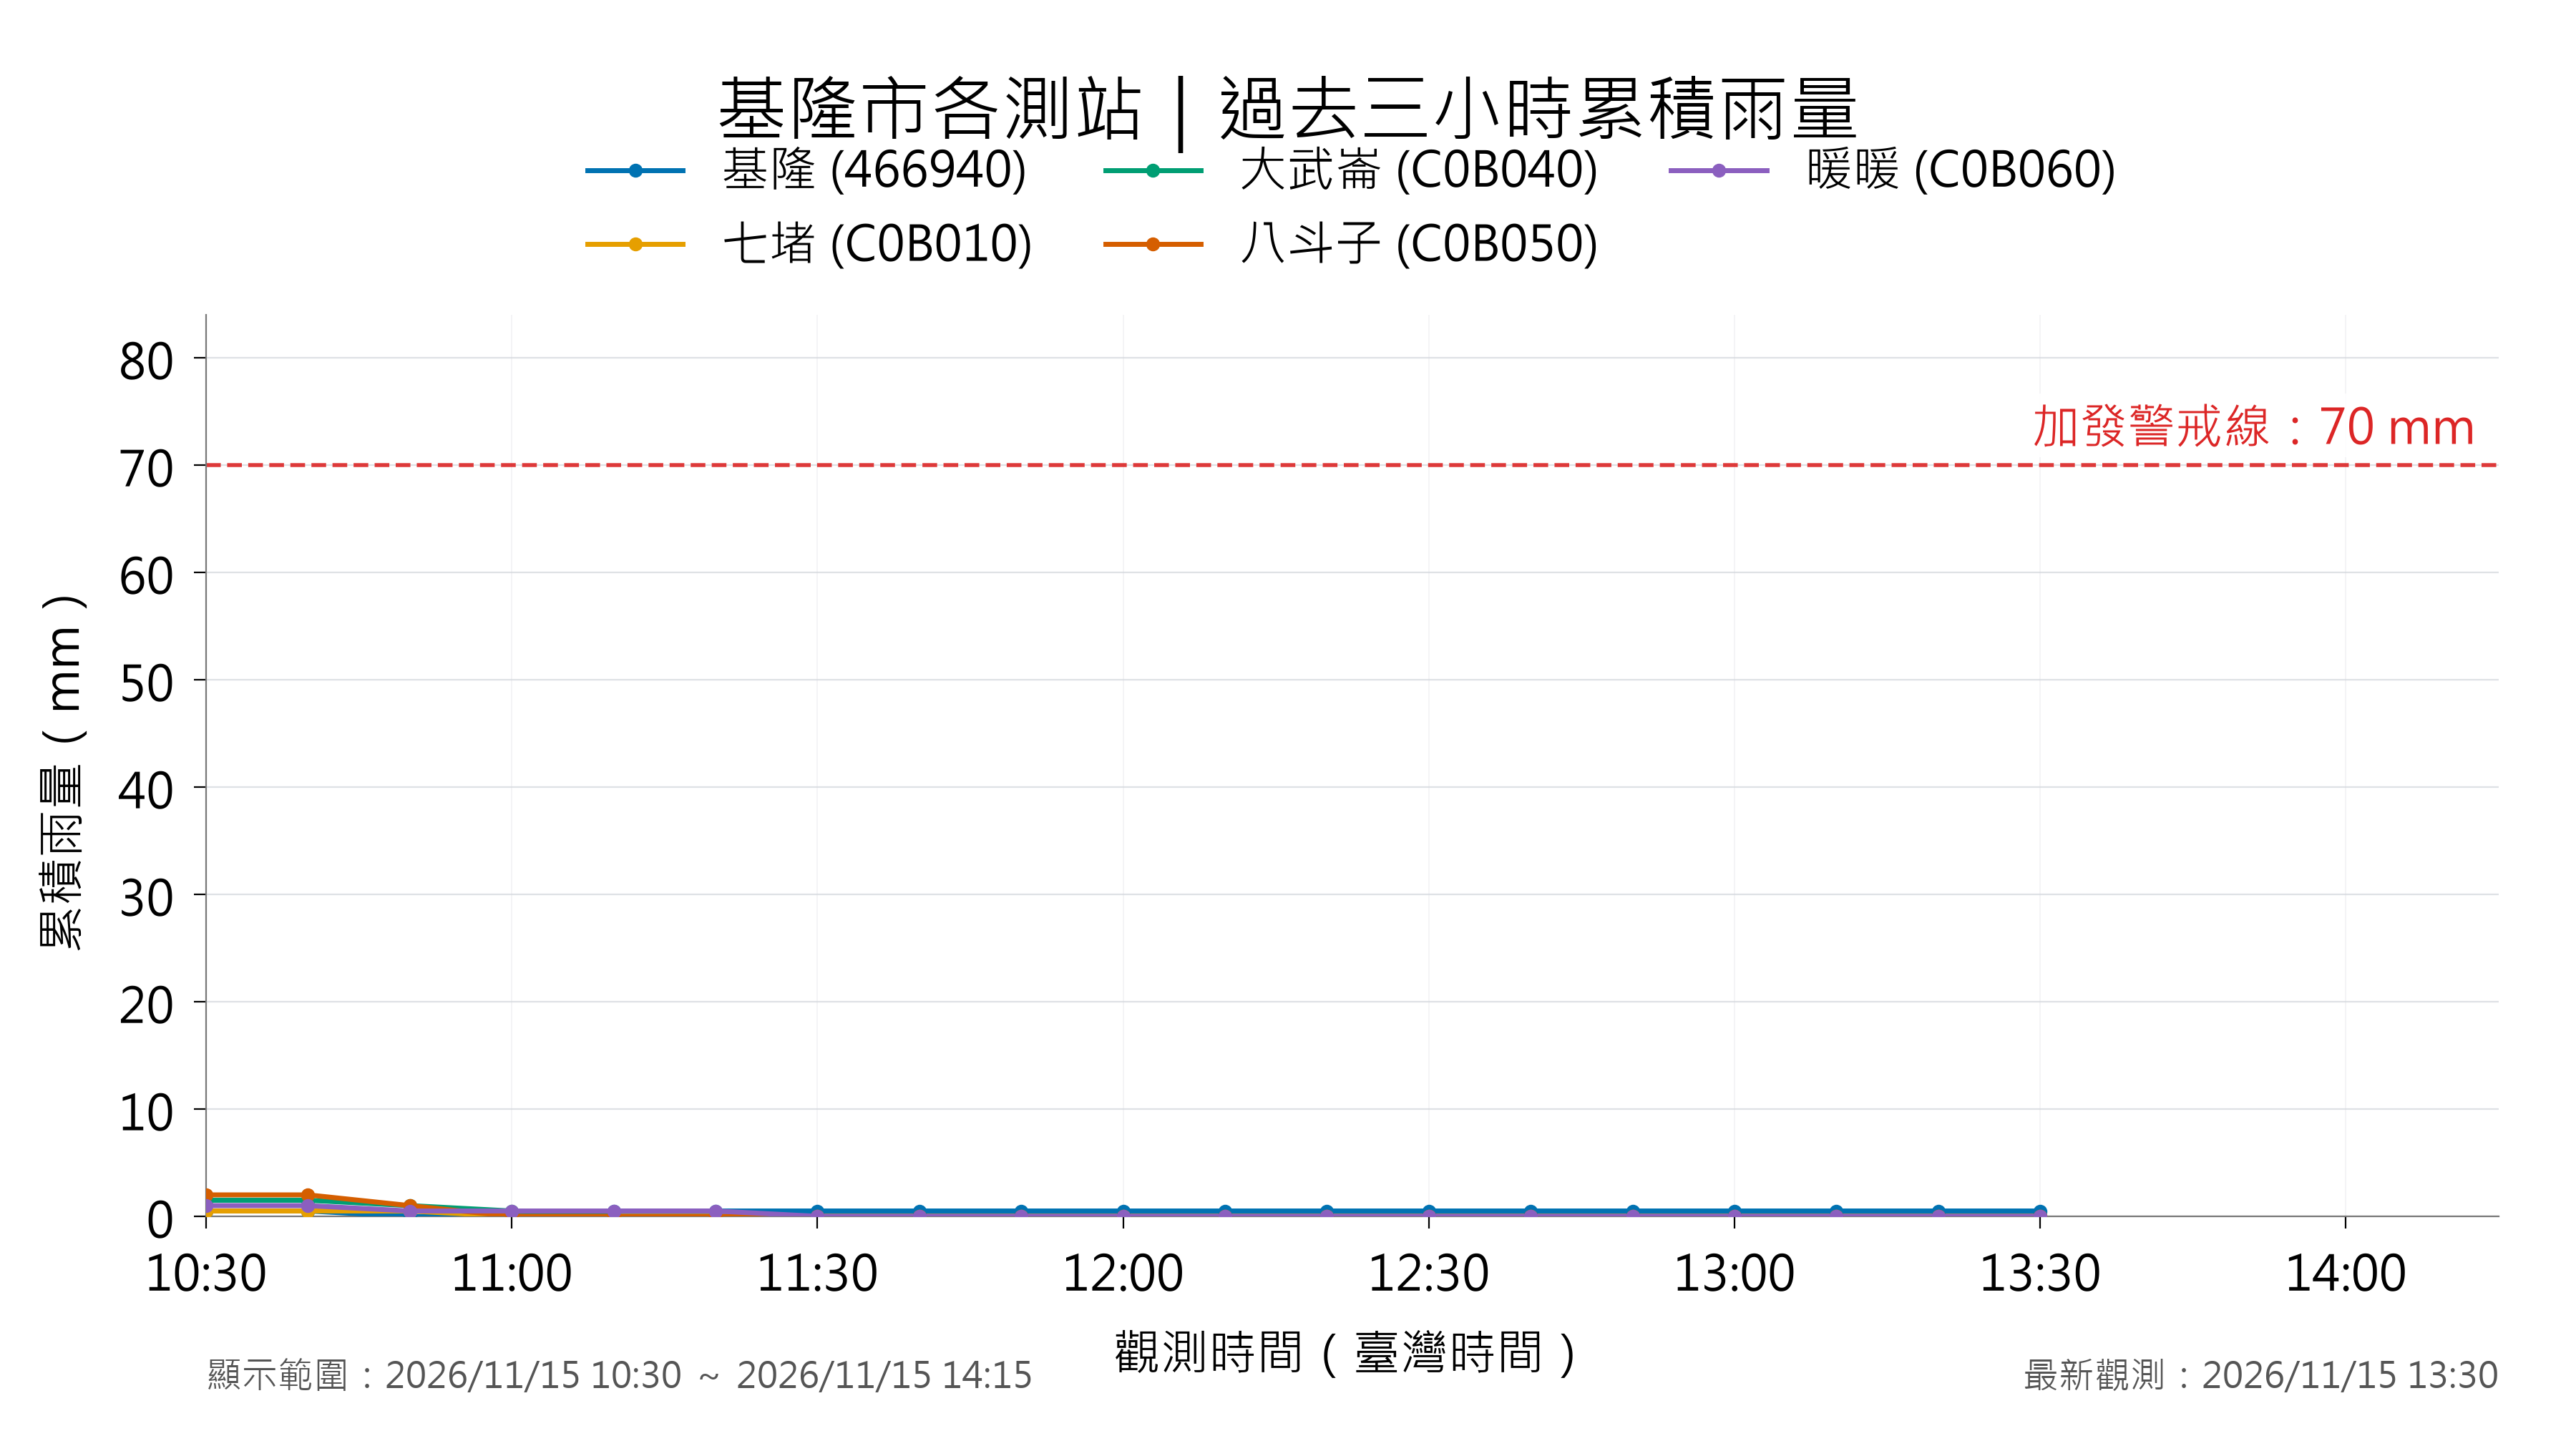 基隆市各測站｜過去三小時累積雨量
基隆 (466940)
大武崙 (C0B040)
暖暖 (C0B060)
七堵 (C0B010)
八斗子 (C0B050)
累積雨量（mm）
80
70
60
50
40
30
20
10
0
加發警戒線：70 mm
10:30
11:00
11:30
12:00
12:30
13:00
13:30
14:00
觀測時間（臺灣時間）
顯示範圍：2026/11/15 10:30 ~ 2026/11/15 14:15
最新觀測：2026/11/15 13:30